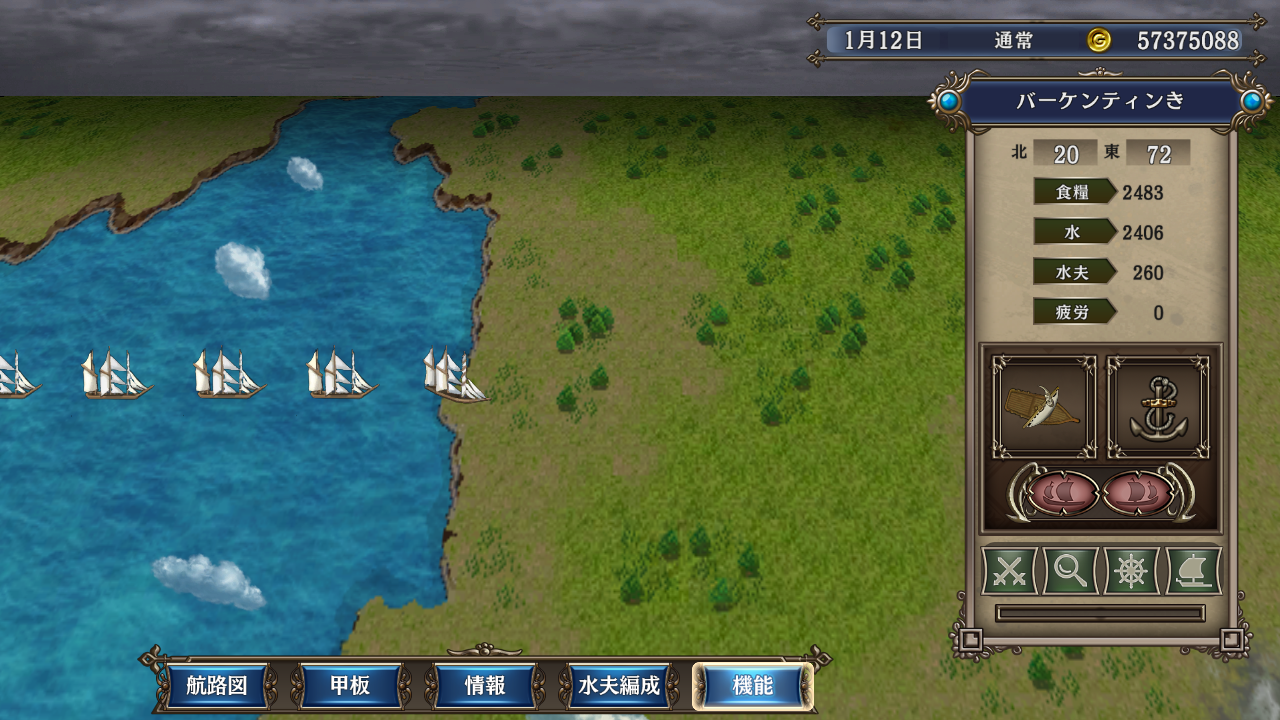 1月12日 通常 G 57375088
バーケンティンき
北 20 東 72
食糧 2483
水 2406
水夫 260
疲労 0
航路図 甲板 情報 水夫編成 機能